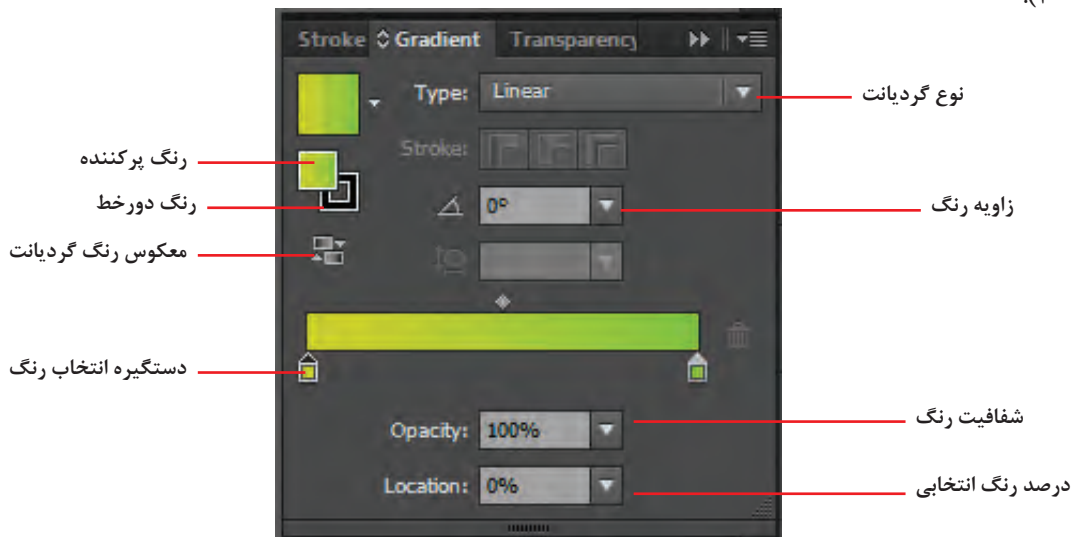 Stroke Gradient Transparency
Type: Linear
نوع گردیانت
Stroke:
رنگ پرکننده
رنگ دورخط
0°
زاویه رنگ
معکوس رنگ گردیانت
دستگیره انتخاب رنگ
Opacity: 100%
شفافیت رنگ
Location: 0%
درصد رنگ انتخابی